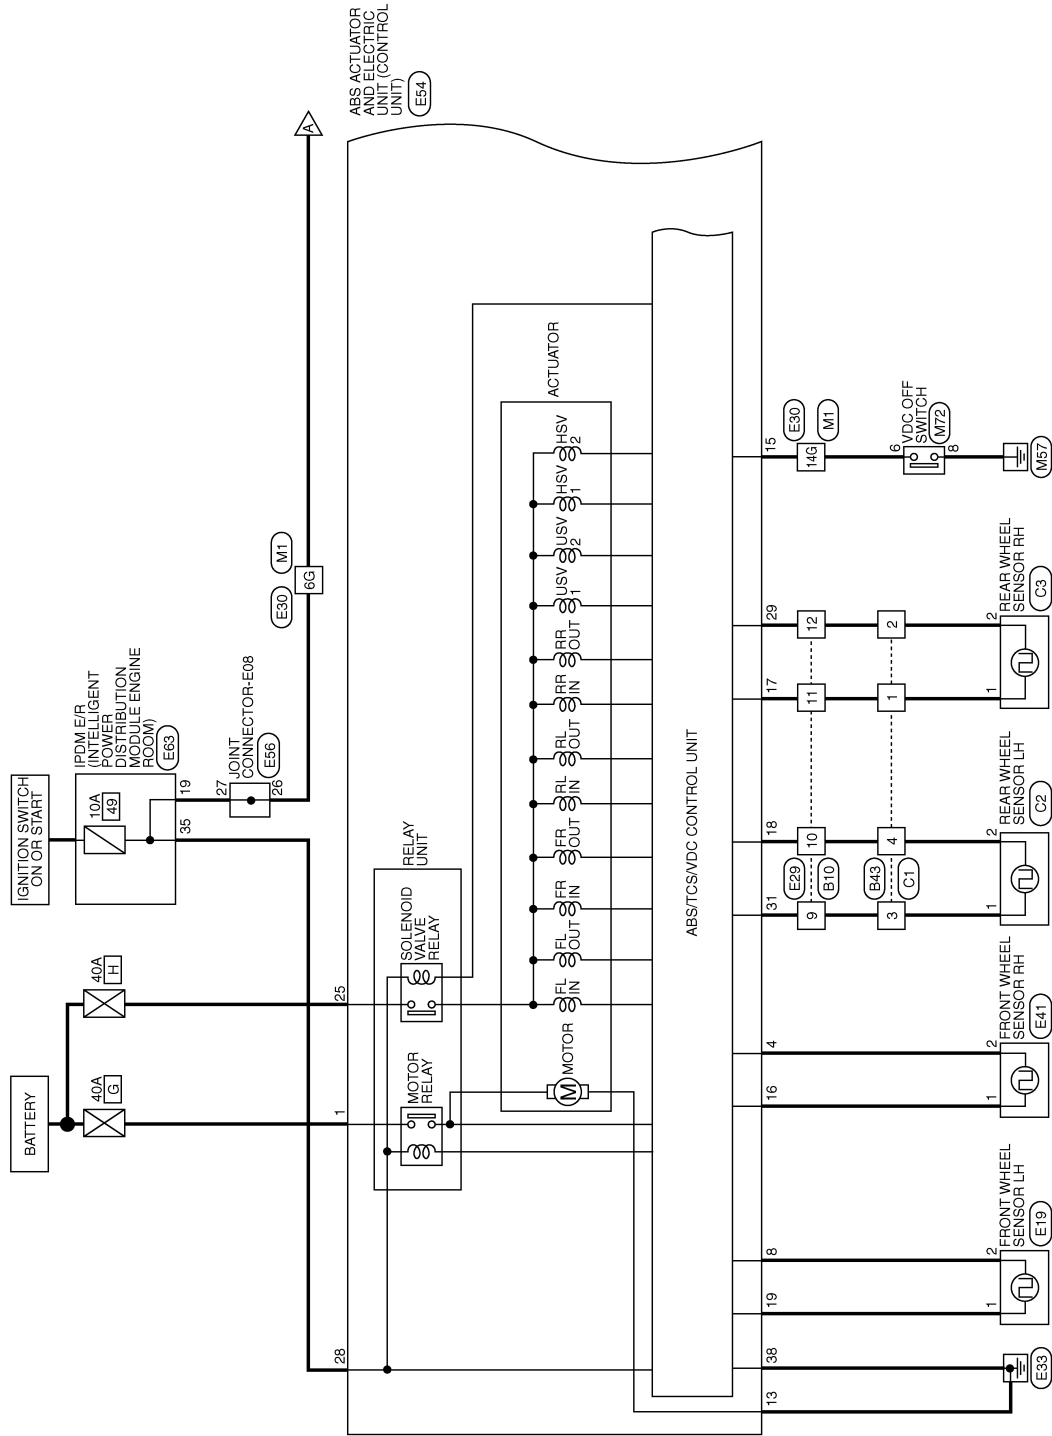 BATTERY
40A
G
40A
H
IGNITION SWITCH
ON OR START
10A
49
IPDM E/R
(INTELLIGENT
POWER
DISTRIBUTION
MODULE ENGINE
ROOM)
E63
35
19
27
JOINT
CONNECTOR-E08
E56
26
E30
M1
6G
A
ABS ACTUATOR
AND ELECTRIC
UNIT (CONTROL
UNIT)
E54
28
1
25
RELAY
UNIT
MOTOR
RELAY
SOLENOID
VALVE
RELAY
ACTUATOR
MOTOR
M
FL
IN
FL
OUT
FR
IN
FR
OUT
RL
IN
RL
OUT
RR
IN
RR
OUT
USV
1
USV
2
HSV
1
HSV
2
ABS/TCS/VDC CONTROL UNIT
13
38
19
8
16
4
31
18
17
29
15
9
E29
B10
10
11
12
14G
E30
M1
3
B43
C1
4
1
2
6
VDC OFF
SWITCH
M72
8
E33
1
2
FRONT WHEEL
SENSOR LH
E19
1
2
FRONT WHEEL
SENSOR RH
E41
1
2
REAR WHEEL
SENSOR LH
C2
1
2
REAR WHEEL
SENSOR RH
C3
M57